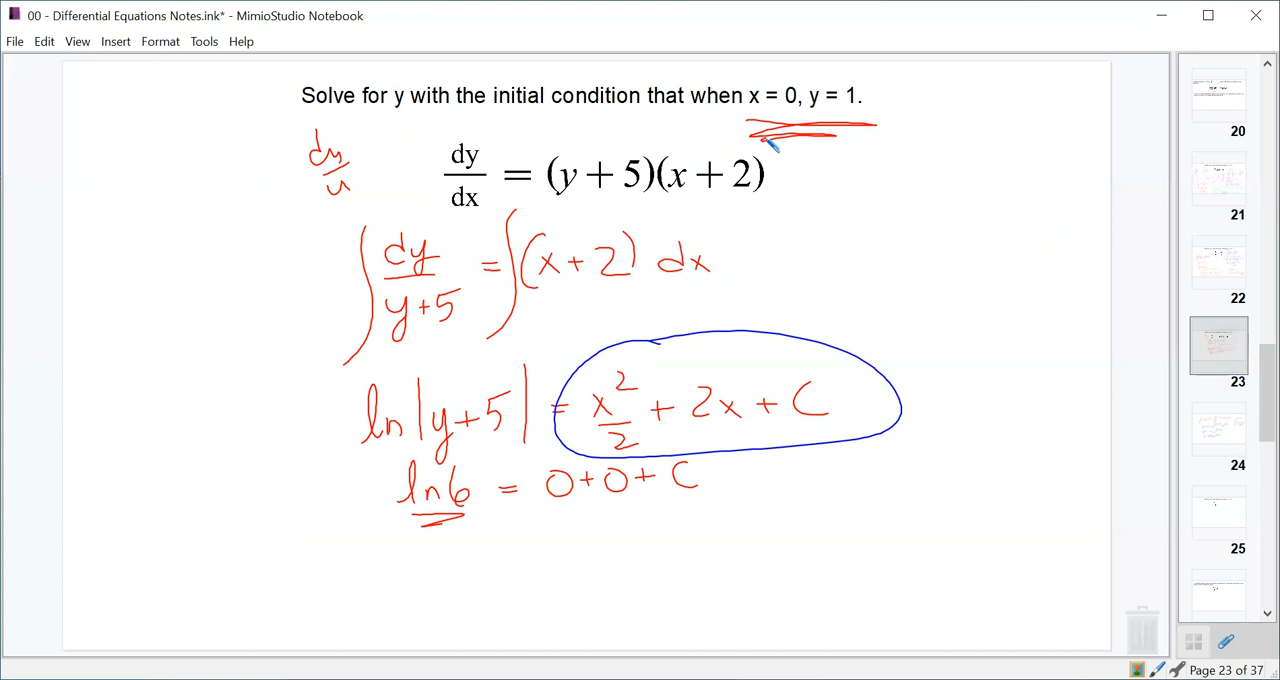 00 - Differential Equations Notes.ink* - MimioStudio Notebook
File Edit View Insert Format Tools Help
Solve for y with the initial condition that when x = 0, y = 1.
dy/u
dy/dx = (y + 5)(x + 2)
∫ dy/y+5 = ∫ (x + 2) dx
ln|y+5| = x²/2 + 2x + C
ln6 = 0+0+ C
20
21
22
23
24
25
Page 23 of 37